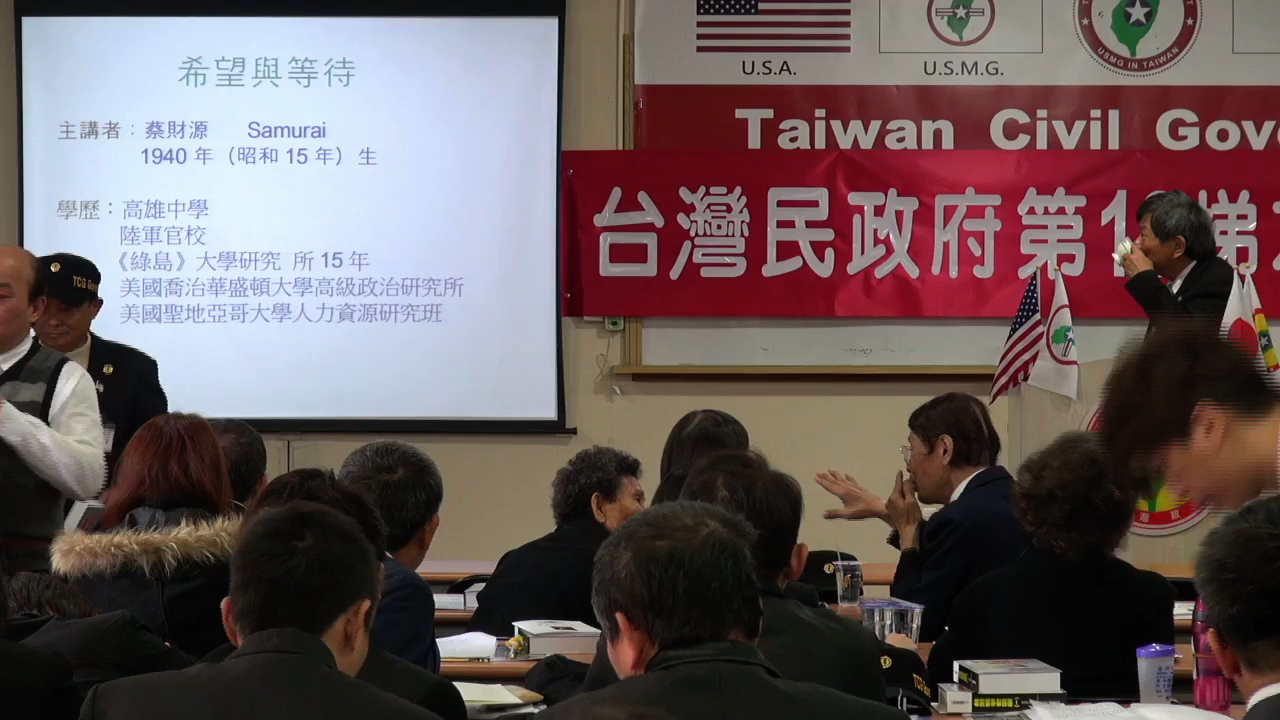 希望與等待
主講者：蔡財源 Samurai
1940 年（昭和 15 年）生
學歷：高雄中學
陸軍官校
《綠島》大學研究 所 15 年
美國喬治華盛頓大學高級政治研究所
美國聖地亞哥大學人力資源研究班
U.S.A.
U.S.M.G.
USMG IN TAIWAN
Taiwan Civil Gov
台灣民政府第1 梯
TCG GOV